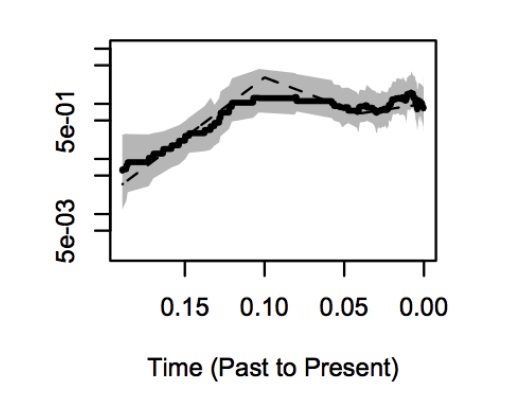 5e-01
5e-03
0.15 0.10 0.05 0.00
Time (Past to Present)